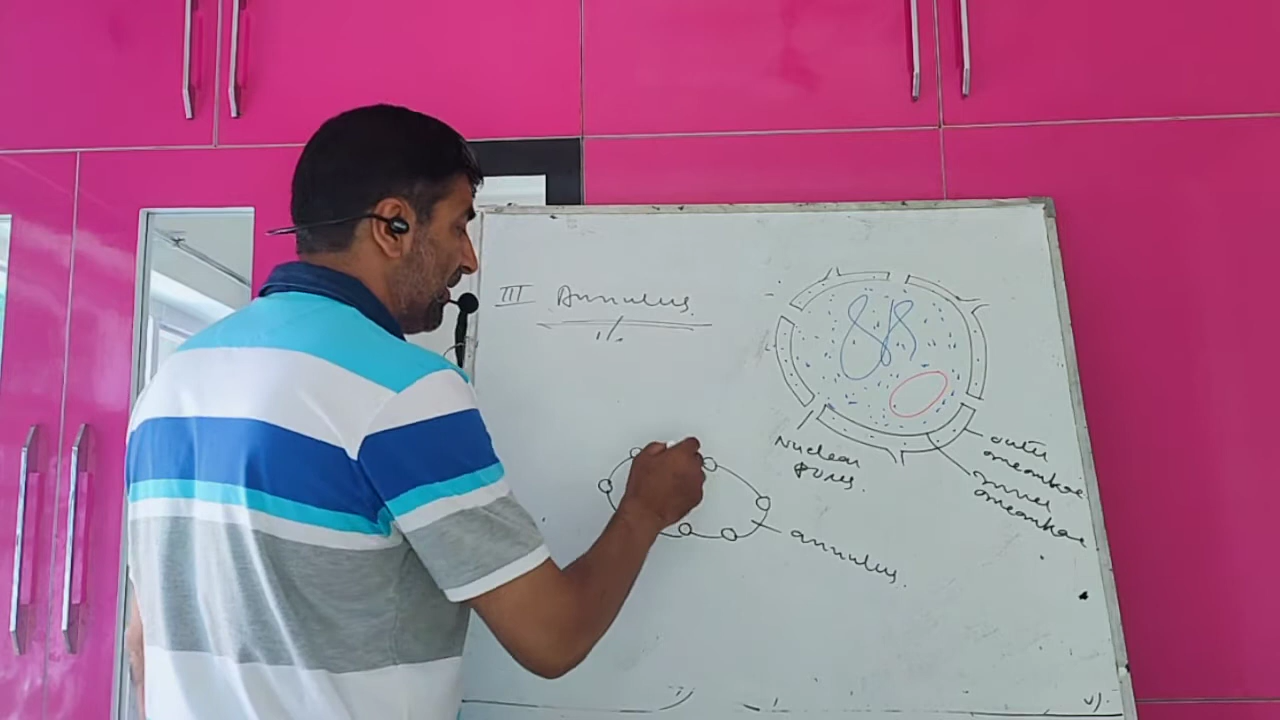 III Annulus
Nuclear
pores.
outer
membrane
inner
membrane
annulus.